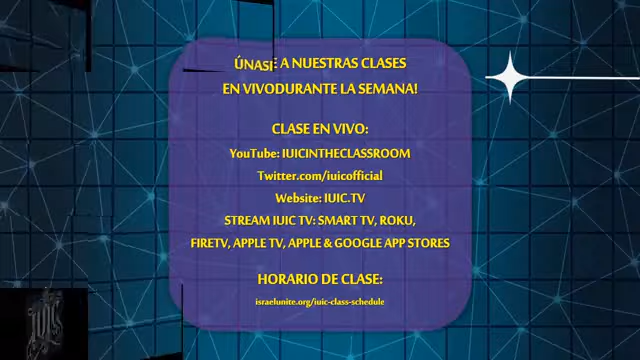 ÚNASE A NUESTRAS CLASES
EN VIVODURANTE LA SEMANA!
CLASE EN VIVO:
YouTube: IUICINTHECLASSROOM
Twitter.com/iuicofficial
Website: IUIC.TV
STREAM IUIC TV: SMART TV, ROKU,
FIRETV, APPLE TV, APPLE & GOOGLE APP STORES
HORARIO DE CLASE:
israelunite.org/iuic-class-schedule
IUIC